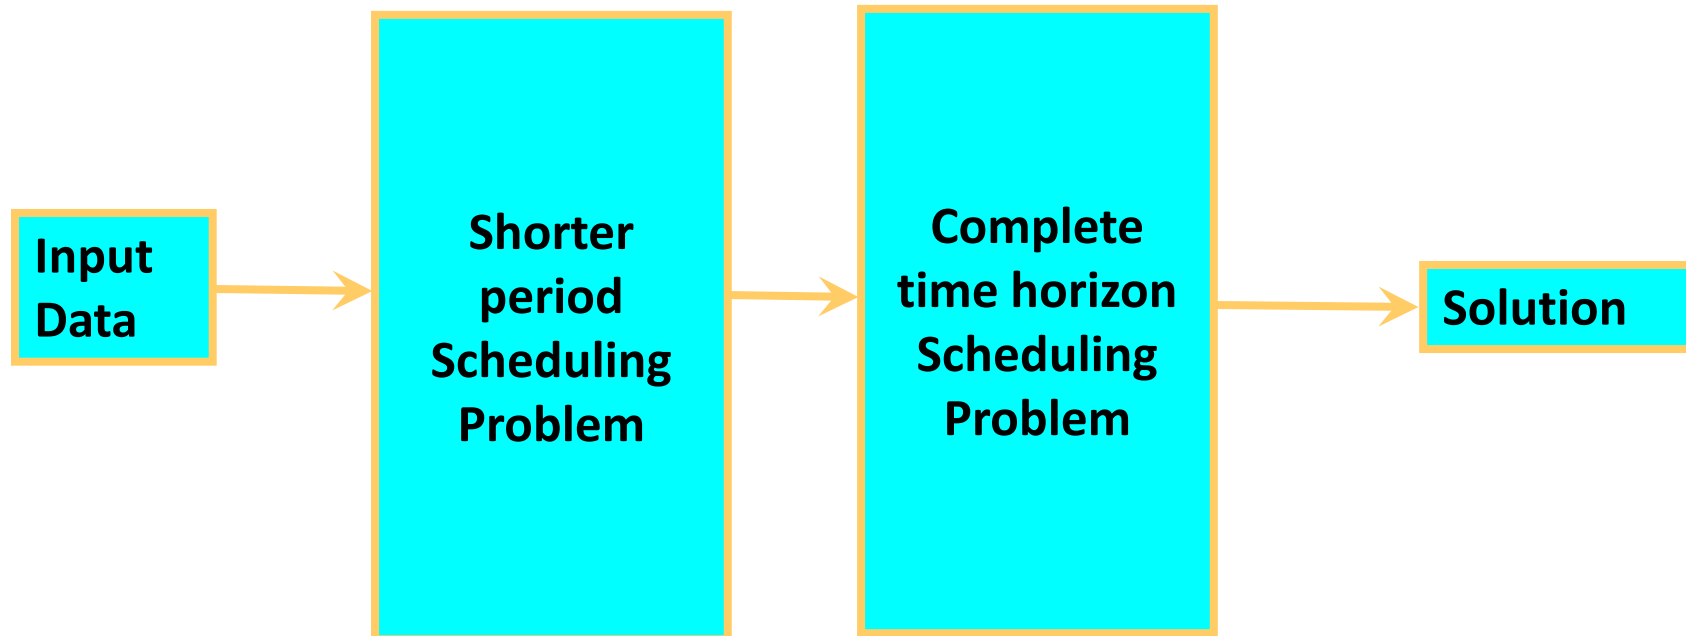 Input
Data
Shorter
period
Scheduling
Problem
Complete
time horizon
Scheduling
Problem
Solution